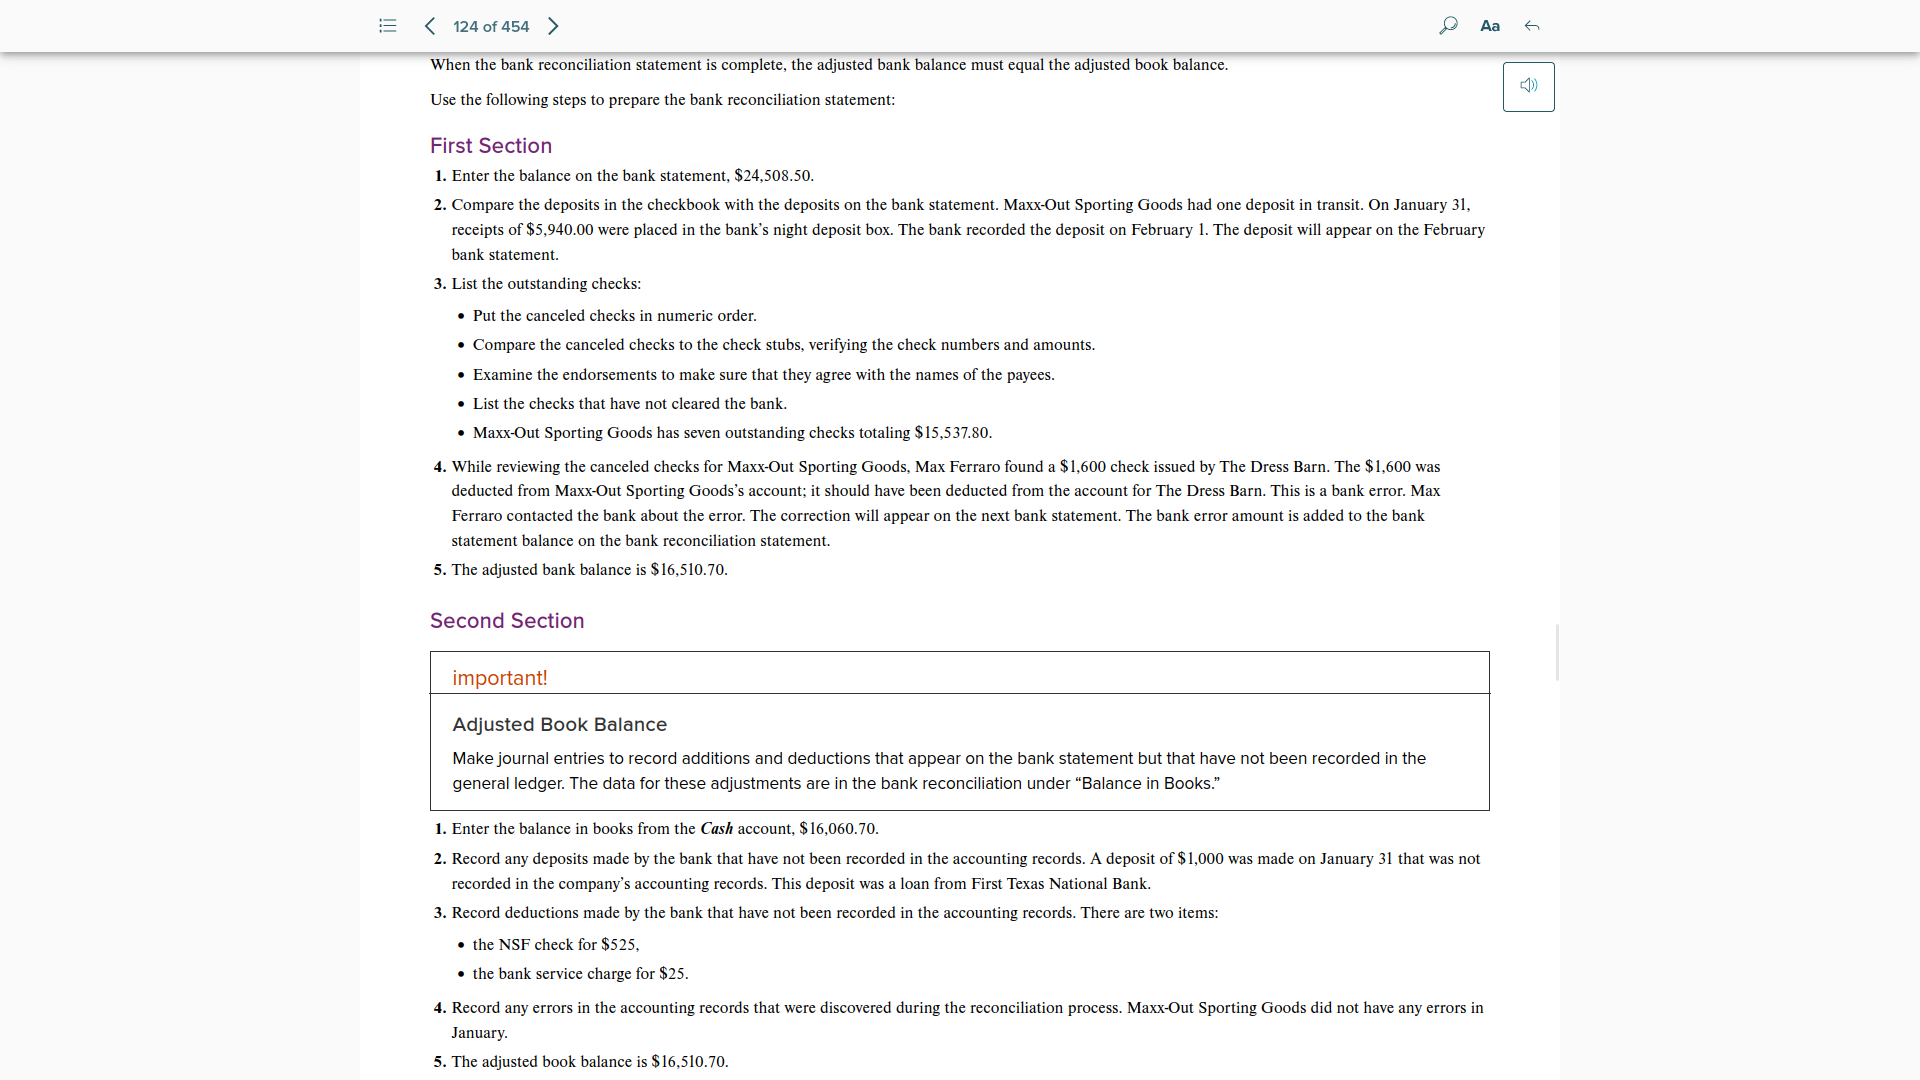 124 of 454
Aa
When the bank reconciliation statement is complete, the adjusted bank balance must equal the adjusted book balance.
Use the following steps to prepare the bank reconciliation statement:
First Section
1. Enter the balance on the bank statement, $24,508.50.
2. Compare the deposits in the checkbook with the deposits on the bank statement. Maxx-Out Sporting Goods had one deposit in transit. On January 31,
receipts of $5,940.00 were placed in the bank's night deposit box. The bank recorded the deposit on February 1. The deposit will appear on the February
bank statement.
3. List the outstanding checks:
• Put the canceled checks in numeric order.
• Compare the canceled checks to the check stubs, verifying the check numbers and amounts.
• Examine the endorsements to make sure that they agree with the names of the payees.
• List the checks that have not cleared the bank.
• Maxx-Out Sporting Goods has seven outstanding checks totaling $15,537.80.
4. While reviewing the canceled checks for Maxx-Out Sporting Goods, Max Ferraro found a $1,600 check issued by The Dress Barn. The $1,600 was
deducted from Maxx-Out Sporting Goods's account; it should have been deducted from the account for The Dress Barn. This is a bank error. Max
Ferraro contacted the bank about the error. The correction will appear on the next bank statement. The bank error amount is added to the bank
statement balance on the bank reconciliation statement.
5. The adjusted bank balance is $16,510.70.
Second Section
important!
Adjusted Book Balance
Make journal entries to record additions and deductions that appear on the bank statement but that have not been recorded in the
general ledger. The data for these adjustments are in the bank reconciliation under “Balance in Books.”
1. Enter the balance in books from the Cash account, $16,060.70.
2. Record any deposits made by the bank that have not been recorded in the accounting records. A deposit of $1,000 was made on January 31 that was not
recorded in the company's accounting records. This deposit was a loan from First Texas National Bank.
3. Record deductions made by the bank that have not been recorded in the accounting records. There are two items:
• the NSF check for $525,
• the bank service charge for $25.
4. Record any errors in the accounting records that were discovered during the reconciliation process. Maxx-Out Sporting Goods did not have any errors in
January.
5. The adjusted book balance is $16,510.70.